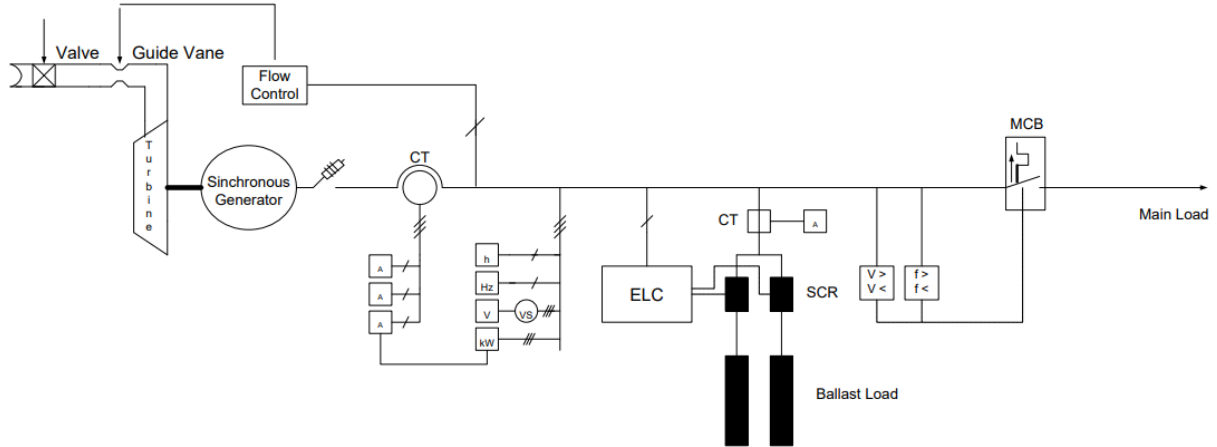 Valve
Guide Vane
Flow
Control
MCB
Turbine
Sinchronous
Generator
CT
Main Load
CT
A
A
A
A
h
Hz
V
VS
kW
ELC
SCR
V >
V <
f >
f <
Ballast Load